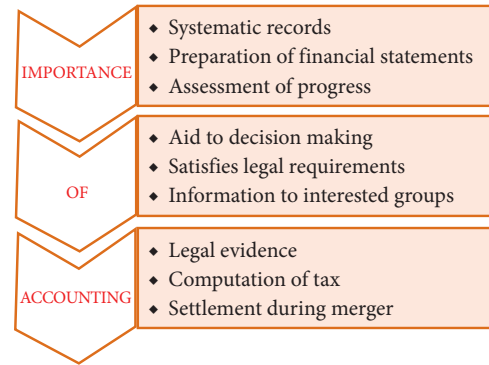 IMPORTANCE
◆ Systematic records
◆ Preparation of financial statements
◆ Assessment of progress
OF
◆ Aid to decision making
◆ Satisfies legal requirements
◆ Information to interested groups
ACCOUNTING
◆ Legal evidence
◆ Computation of tax
◆ Settlement during merger